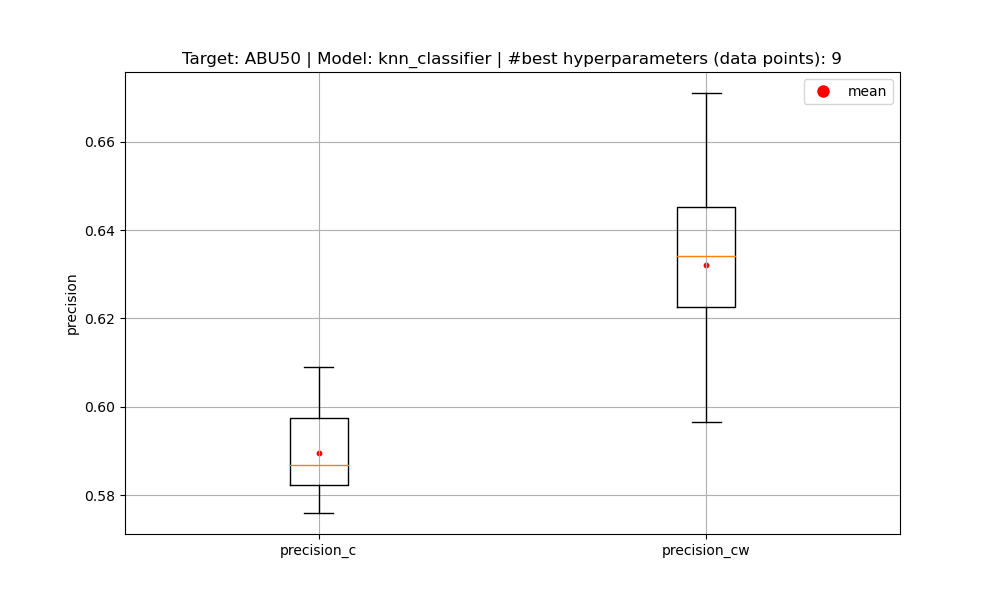 Target: ABU50 | Model: knn_classifier | #best hyperparameters (data points): 9
mean
0.66
0.64
0.62
0.60
0.58
precision
precision_c
precision_cw